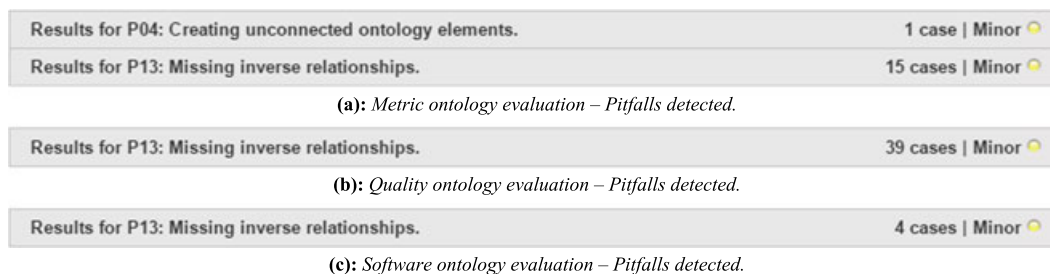 Results for P04: Creating unconnected ontology elements. 1 case | Minor
Results for P13: Missing inverse relationships. 15 cases | Minor
(a): Metric ontology evaluation – Pitfalls detected.
Results for P13: Missing inverse relationships. 39 cases | Minor
(b): Quality ontology evaluation – Pitfalls detected.
Results for P13: Missing inverse relationships. 4 cases | Minor
(c): Software ontology evaluation – Pitfalls detected.